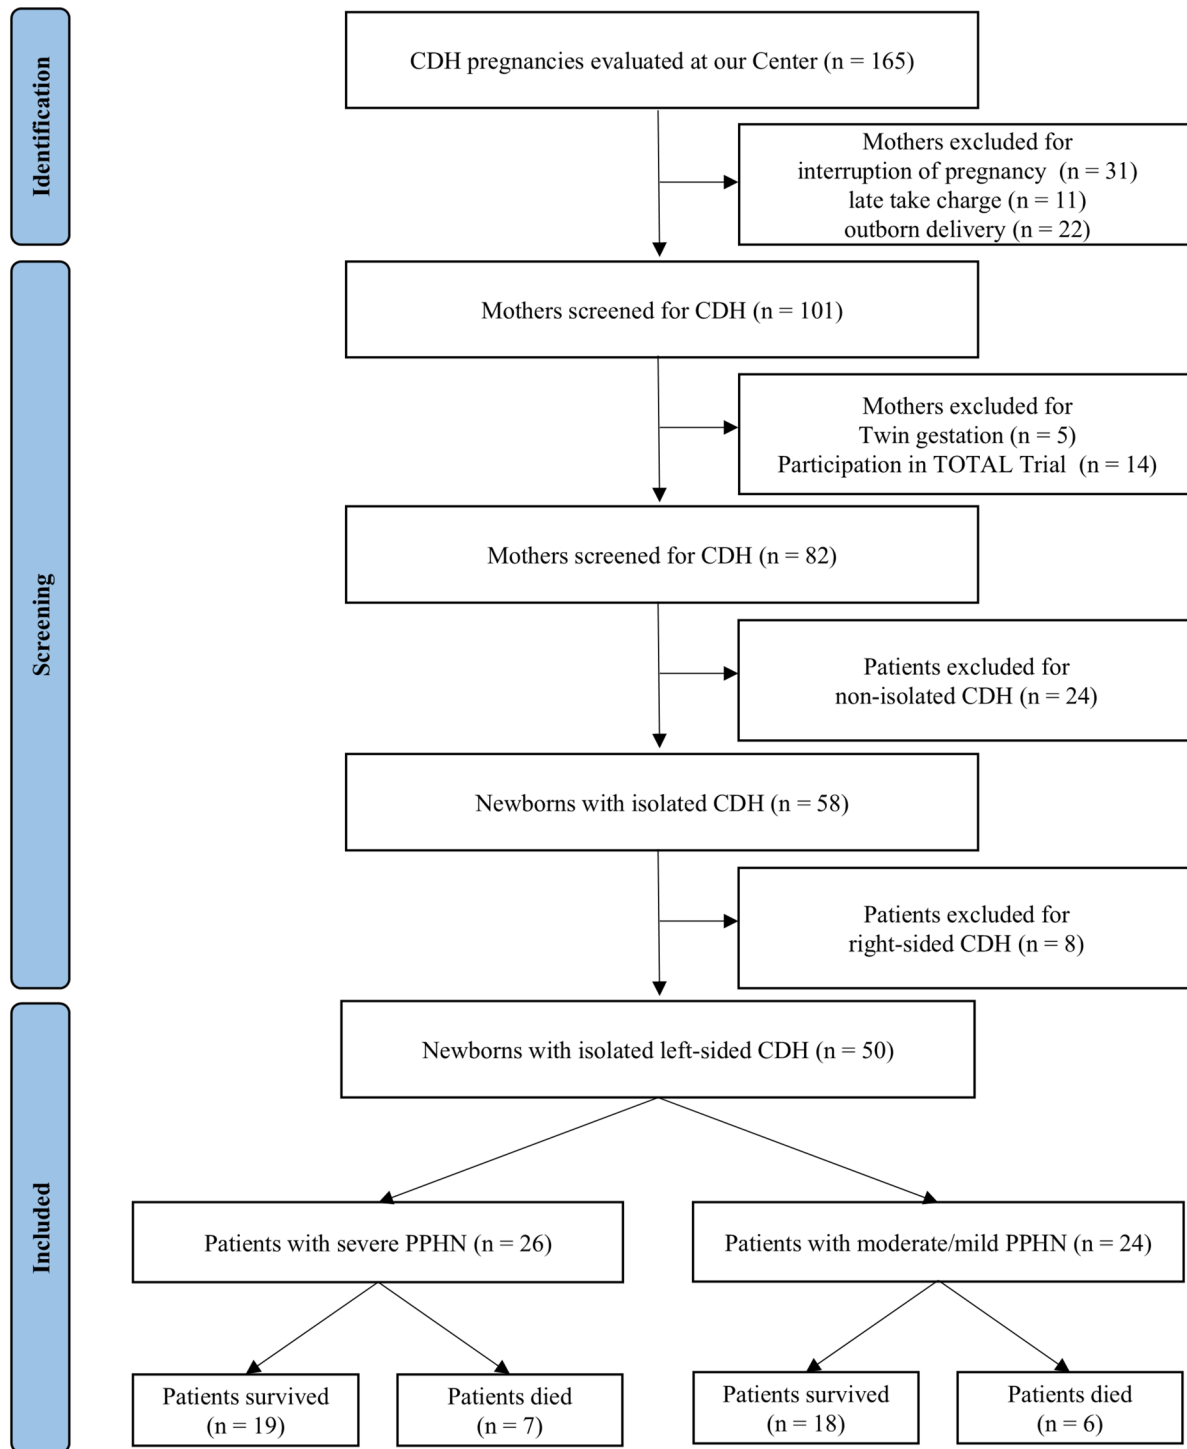 Identification
CDH pregnancies evaluated at our Center (n = 165)
Mothers excluded for
interruption of pregnancy (n = 31)
late take charge (n = 11)
outborn delivery (n = 22)
Screening
Mothers screened for CDH (n = 101)
Mothers excluded for
Twin gestation (n = 5)
Participation in TOTAL Trial (n = 14)
Mothers screened for CDH (n = 82)
Patients excluded for
non-isolated CDH (n = 24)
Newborns with isolated CDH (n = 58)
Patients excluded for
right-sided CDH (n = 8)
Included
Newborns with isolated left-sided CDH (n = 50)
Patients with severe PPHN (n = 26)
Patients with moderate/mild PPHN (n = 24)
Patients survived
(n = 19)
Patients died
(n = 7)
Patients survived
(n = 18)
Patients died
(n = 6)